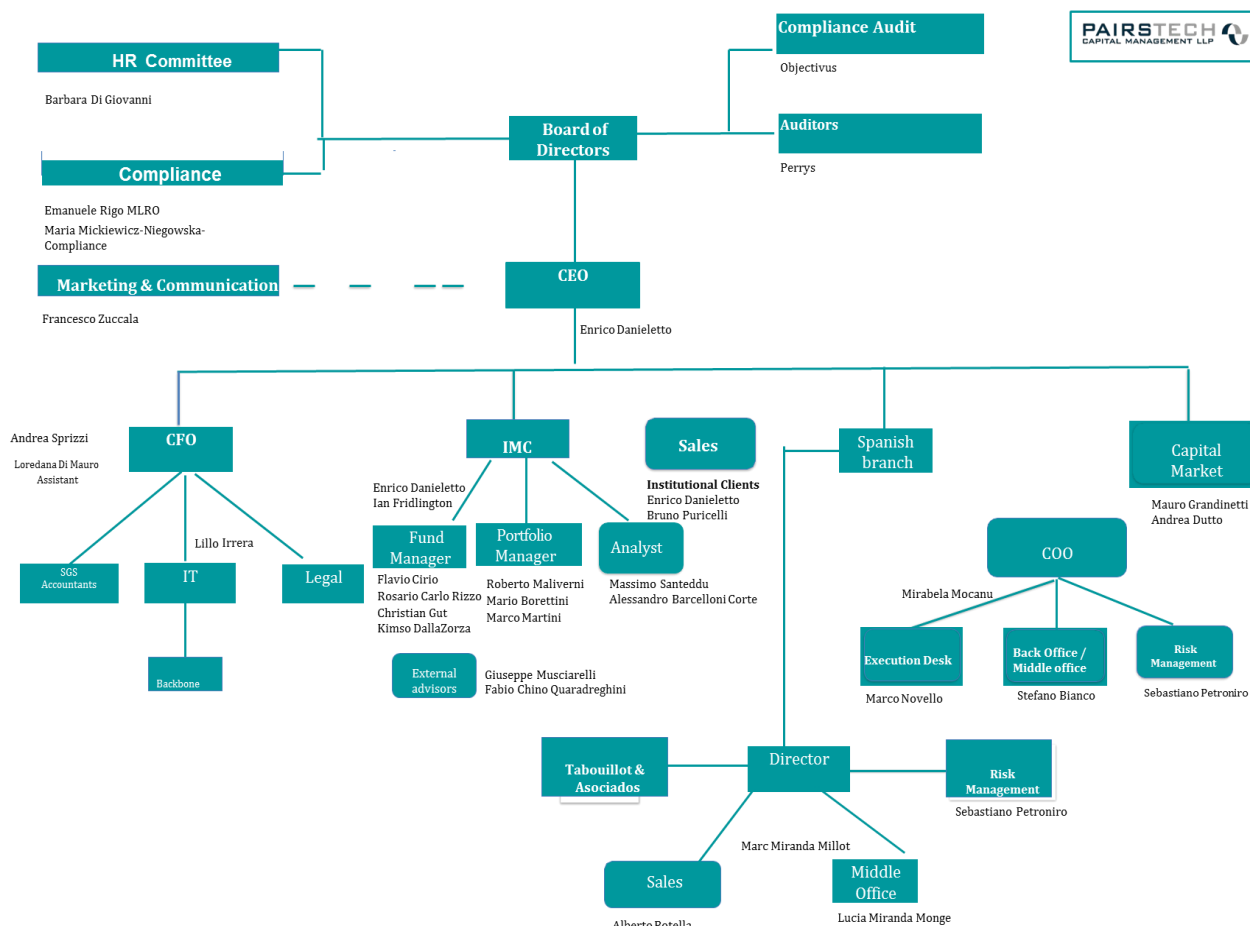 PAIRSTECH
CAPITAL MANAGEMENT LLP
HR Committee
Barbara Di Giovanni
Compliance Audit
Objectivus
Board of
Directors
Auditors
Perrys
Compliance
Emanuele Rigo MLRO
Maria Mickiewicz-Niegowska-
Compliance
Marketing & Communication
Francesco Zuccala
CEO
Enrico Danieletto
Andrea Sprizzi
Loredana Di Mauro
Assistant
CFO
Lillo Irrera
SGS
Accountants
IT
Legal
Backbone
IMC
Enrico Danieletto
Ian Fridlington
Fund
Manager
Flavio Cirio
Rosario Carlo Rizzo
Christian Gut
Kimso DallaZorza
Portfolio
Manager
Roberto Maliverni
Mario Borettini
Marco Martini
Analyst
Massimo Santeddu
Alessandro Barcelloni Corte
External
advisors
Giuseppe Musciarelli
Fabio Chino Quaradreghini
Sales
Institutional Clients
Enrico Danieletto
Bruno Puricelli
Spanish
branch
Capital
Market
Mauro Grandinetti
Andrea Dutto
COO
Mirabela Mocanu
Execution Desk
Marco Novello
Back Office /
Middle office
Stefano Bianco
Risk
Management
Sebastiano Petroniro
Tabouillot &
Asociados
Director
Risk
Management
Sebastiano Petroniro
Marc Miranda Millot
Sales
Alberto Rotella
Middle
Office
Lucia Miranda Monge